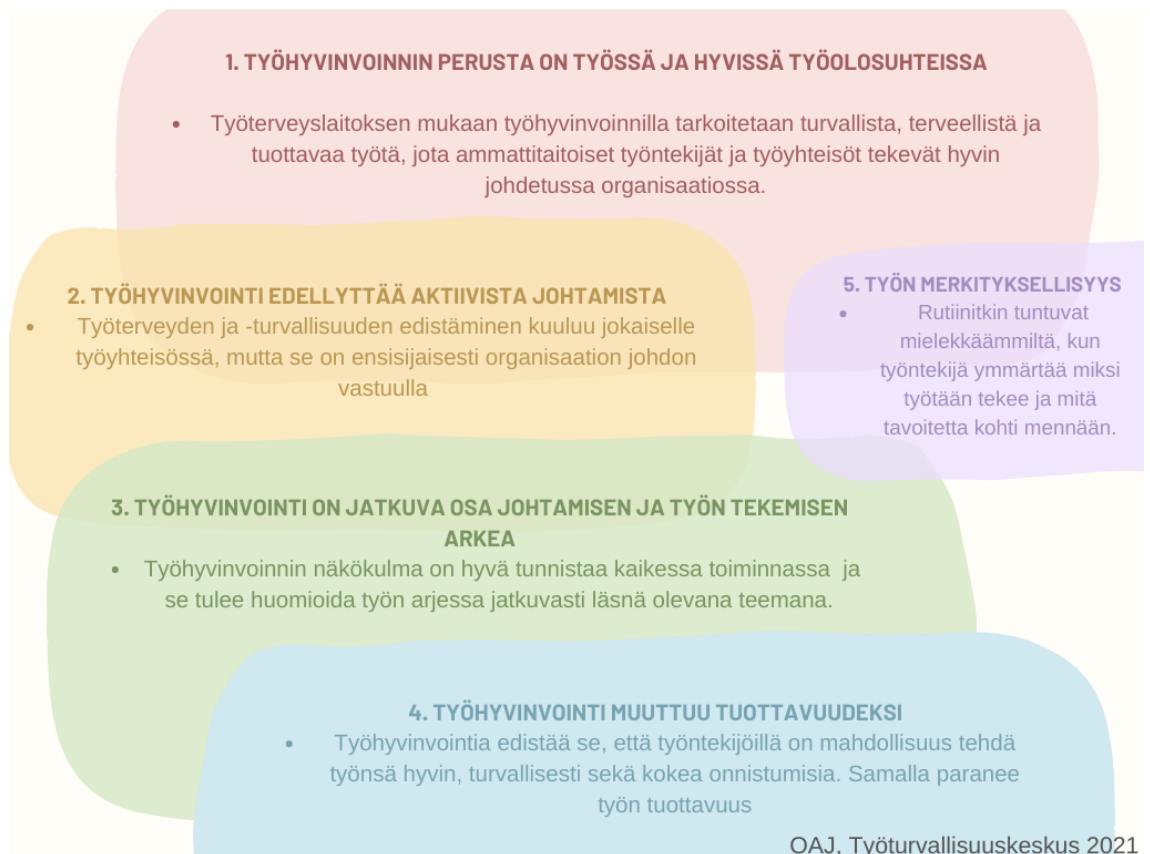 1. TYÖHYVINVOINNIN PERUSTA ON TYÖSSÄ JA HYVISSÄ TYÖOLOSUHTEISSA
• Työterveyslaitoksen mukaan työhyvinvoinnilla tarkoitetaan turvallista, terveellistä ja
tuottavaa työtä, jota ammattitaitoiset työntekijät ja työyhteisöt tekevät hyvin
johdetussa organisaatiossa.
2. TYÖHYVINVOINTI EDELLYTTÄÄ AKTIIVISTA JOHTAMISTA
• Työterveyden ja -turvallisuuden edistäminen kuuluu jokaiselle
työyhteisössä, mutta se on ensisijaisesti organisaation johdon
vastuulla
3. TYÖHYVINVOINTI ON JATKUVA OSA JOHTAMISEN JA TYÖN TEKEMISEN
ARKEA
• Työhyvinvoinnin näkökulma on hyvä tunnistaa kaikessa toiminnassa ja
se tulee huomioida työn arjessa jatkuvasti läsnä olevana teemana.
4. TYÖHYVINVOINTI MUUTTUU TUOTTAVUUDEKSI
• Työhyvinvointia edistää se, että työntekijöillä on mahdollisuus tehdä
työnsä hyvin, turvallisesti sekä kokea onnistumisia. Samalla paranee
työn tuottavuus
5. TYÖN MERKITYKSELLISYYS
• Rutiinitkin tuntuvat
mielekkäämmiltä, kun
työntekijä ymmärtää miksi
työtään tekee ja mitä
tavoitetta kohti mennään.
OAJ, Työturvallisuuskeskus 2021